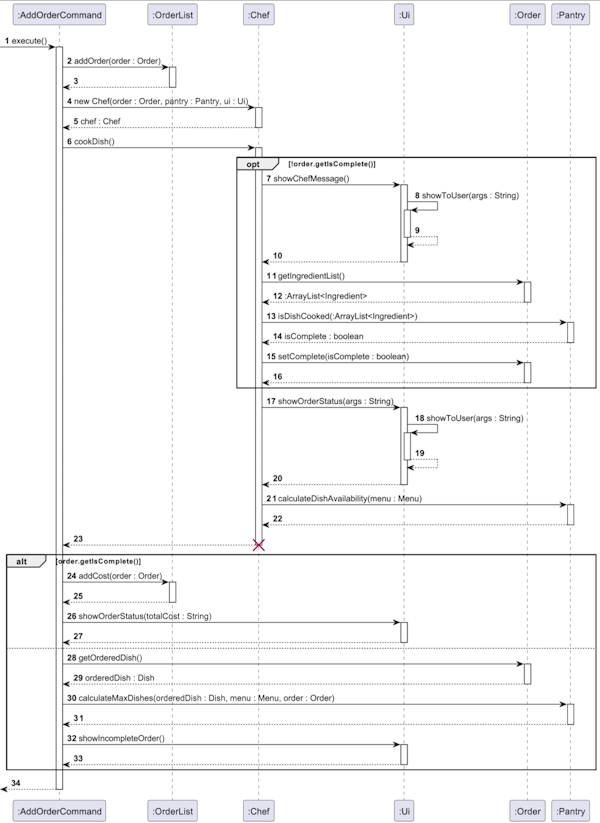 :AddOrderCommand :OrderList :Chef :Ui :Order :Pantry
1 execute()
2 addOrder(order : Order)
3
4 new Chef(order : Order, pantry : Pantry, ui : Ui)
5 chef : Chef
6 cookDish()
opt [!order.getIsComplete()]
7 showChefMessage()
8 showToUser(args : String)
9
10
11 getIngredientList()
12 :ArrayList<Ingredient>
13 isDishCooked(:ArrayList<Ingredient>)
14 isComplete : boolean
15 setComplete(isComplete : boolean)
16
17 showOrderStatus(args : String)
18 showToUser(args : String)
19
20
21 calculateDishAvailability(menu : Menu)
22
23
alt [order.getIsComplete()]
24 addCost(order : Order)
25
26 showOrderStatus(totalCost : String)
27
28 getOrderedDish()
29 orderedDish : Dish
30 calculateMaxDishes(orderedDish : Dish, menu : Menu, order : Order)
31
32 showIncompleteOrder()
33
34
:AddOrderCommand :OrderList :Chef :Ui :Order :Pantry